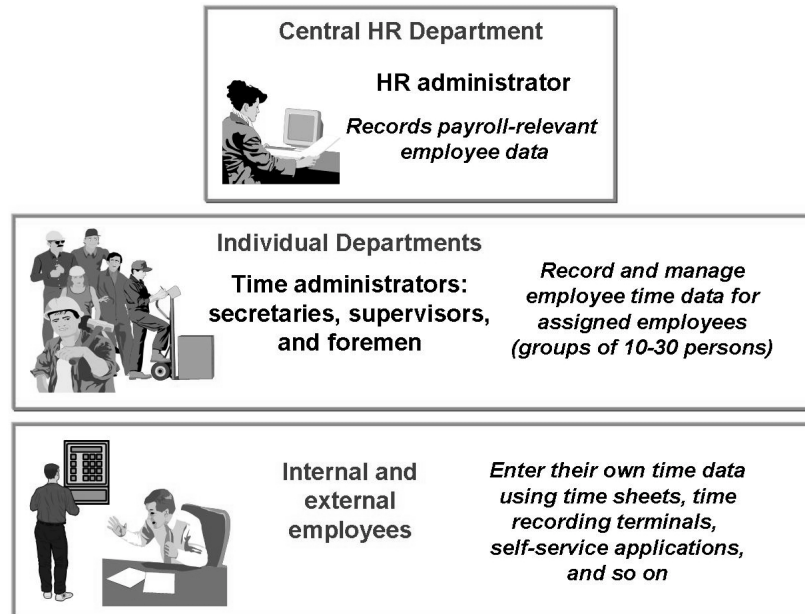 Central HR Department
HR administrator
Records payroll-relevant
employee data
Individual Departments
Time administrators:
secretaries, supervisors,
and foremen
Record and manage
employee time data for
assigned employees
(groups of 10-30 persons)
Internal and
external
employees
Enter their own time data
using time sheets, time
recording terminals,
self-service applications,
and so on